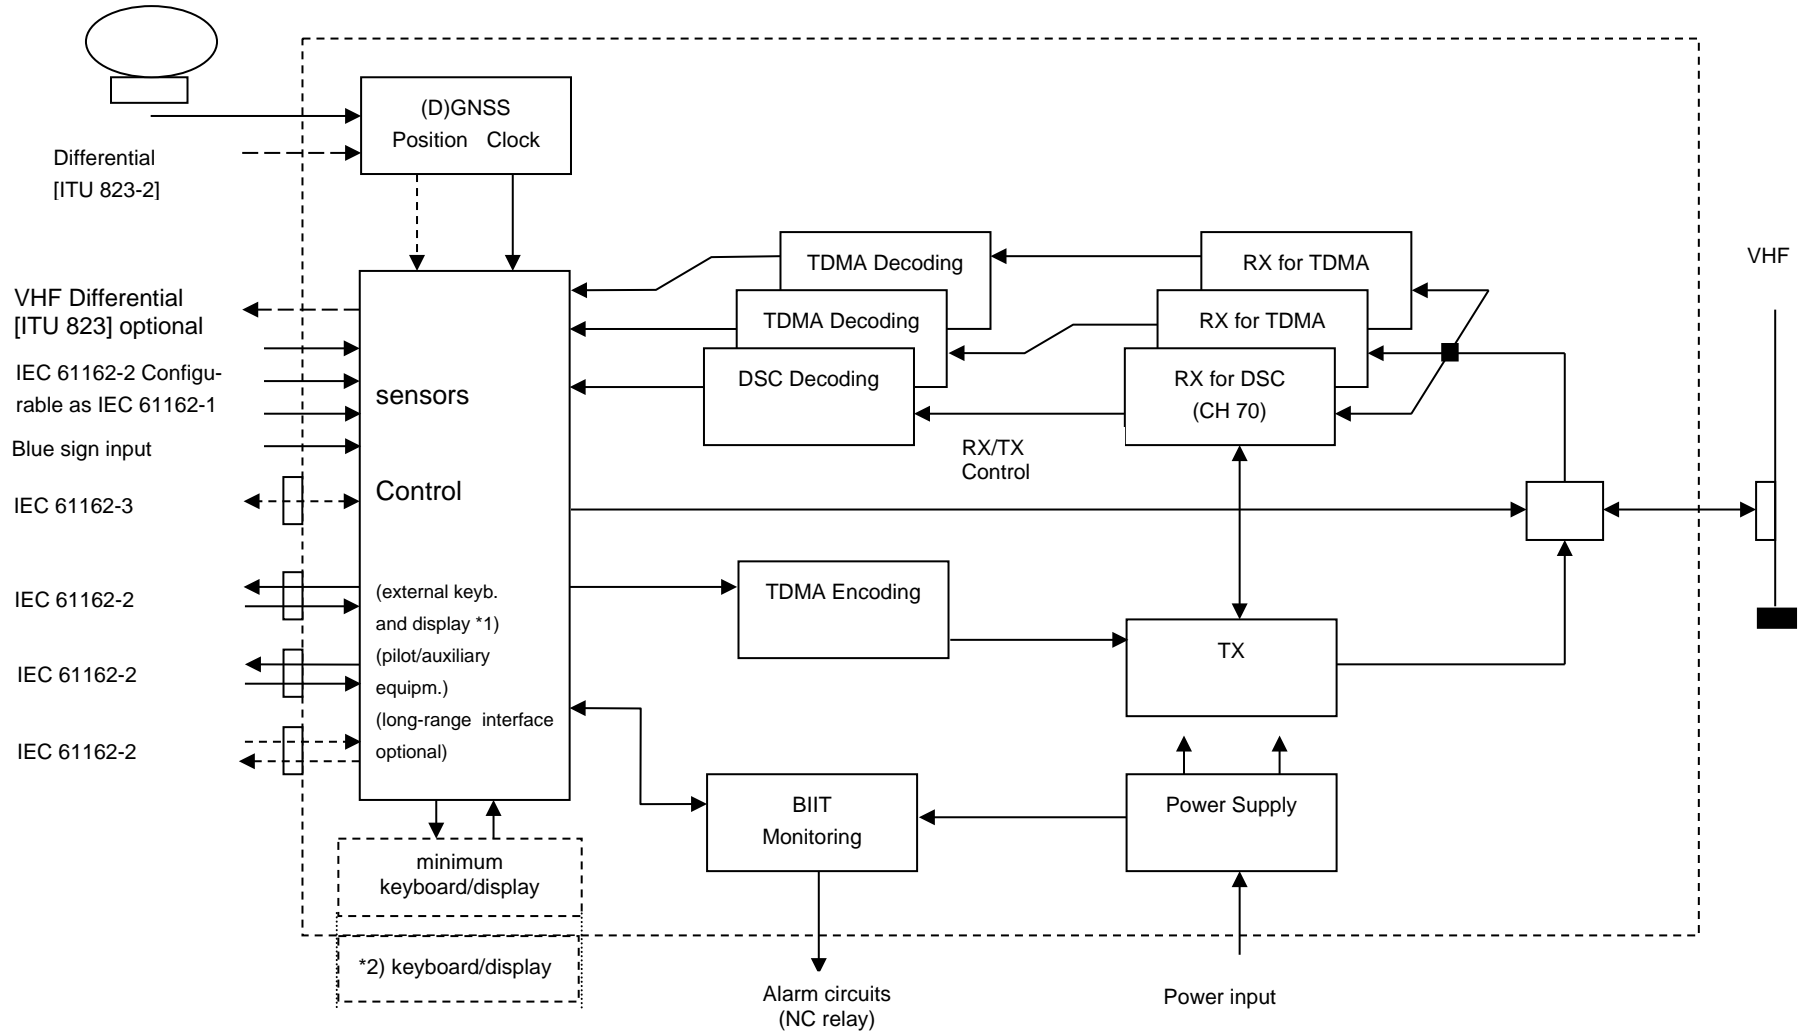 (D)GNSS
Position Clock
Differential
[ITU 823-2]
VHF Differential
[ITU 823] optional
IEC 61162-2 Configu-
rable as IEC 61162-1
Blue sign input
IEC 61162-3
IEC 61162-2
IEC 61162-2
IEC 61162-2
sensors
Control
(external keyb.
and display *1)
(pilot/auxiliary
equipm.)
(long-range interface
optional)
minimum
keyboard/display
*2) keyboard/display
TDMA Decoding
TDMA Decoding
DSC Decoding
RX for TDMA
RX for TDMA
RX for DSC
(CH 70)
RX/TX
Control
TDMA Encoding
TX
BIIT
Monitoring
Power Supply
Alarm circuits
(NC relay)
Power input
VHF